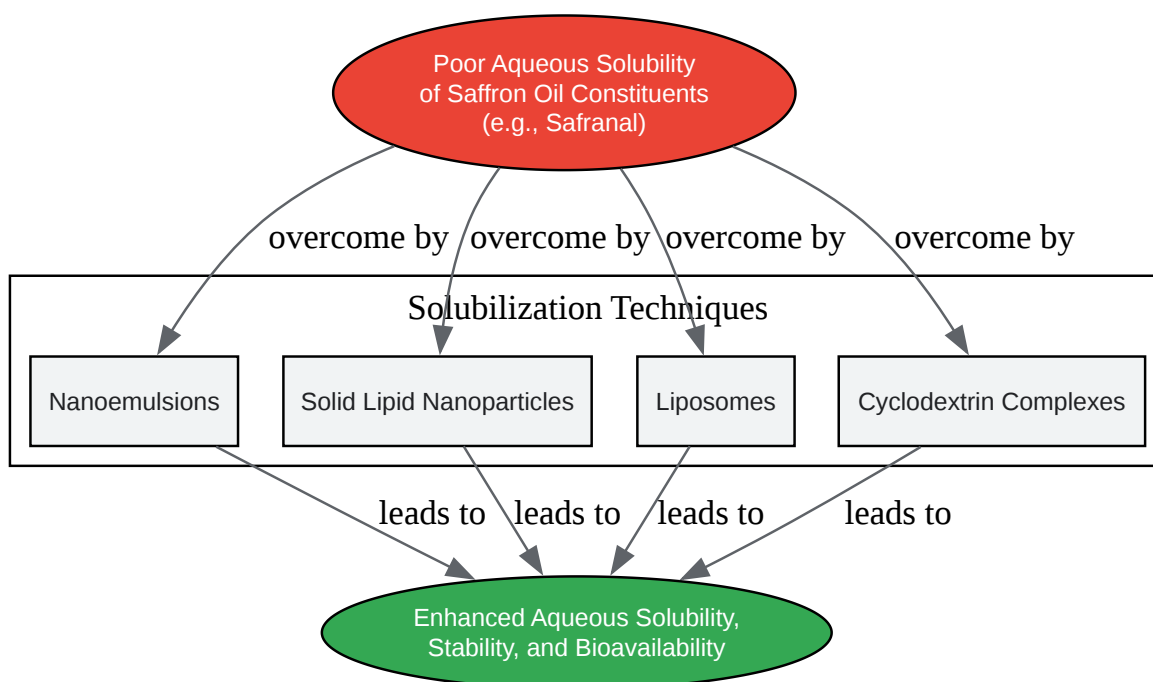 Poor Aqueous Solubility
of Saffron Oil Constituents
(e.g., Safranal)
overcome by
overcome by
overcome by
overcome by
Solubilization Techniques
Nanoemulsions
Solid Lipid Nanoparticles
Liposomes
Cyclodextrin Complexes
leads to
leads to
leads to
leads to
Enhanced Aqueous Solubility,
Stability, and Bioavailability